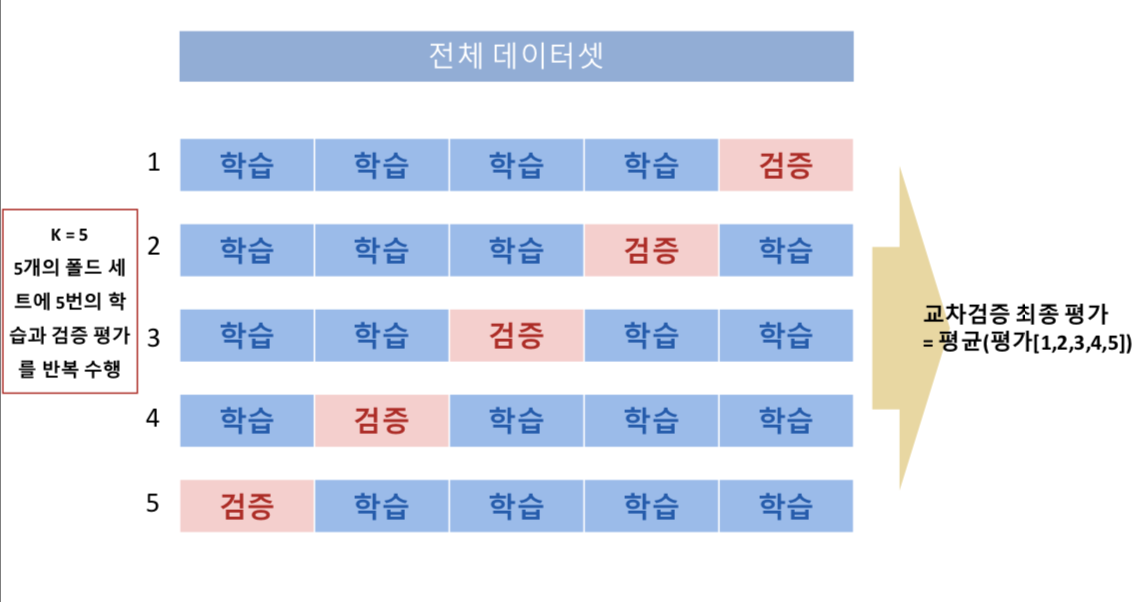 전체 데이터셋
1 학습 학습 학습 학습 검증
K = 5
5개의 폴드 세
트에 5번의 학
습과 검증 평가
를 반복 수행
2 학습 학습 학습 검증 학습
3 학습 학습 검증 학습 학습
4 학습 검증 학습 학습 학습
5 검증 학습 학습 학습 학습
교차검증 최종 평가
= 평균(평가[1,2,3,4,5])